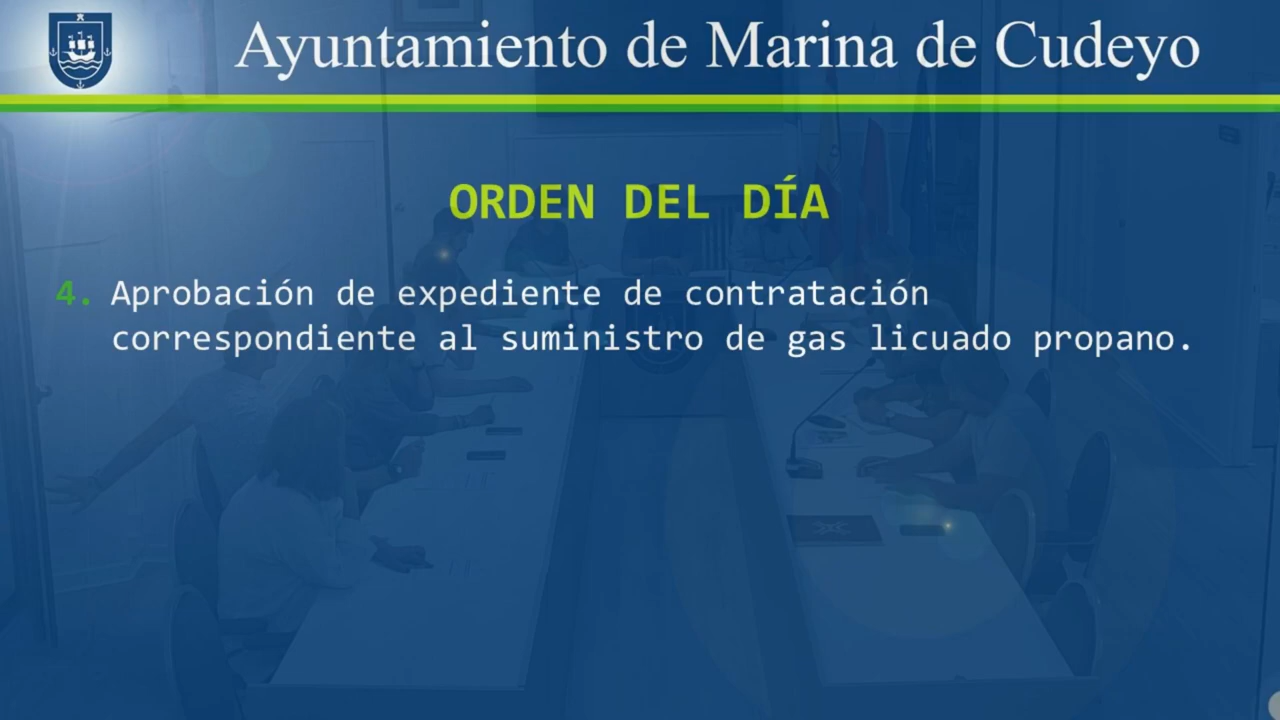 Ayuntamiento de Marina de Cudeyo
ORDEN DEL DÍA
4. Aprobación de expediente de contratación
correspondiente al suministro de gas licuado propano.